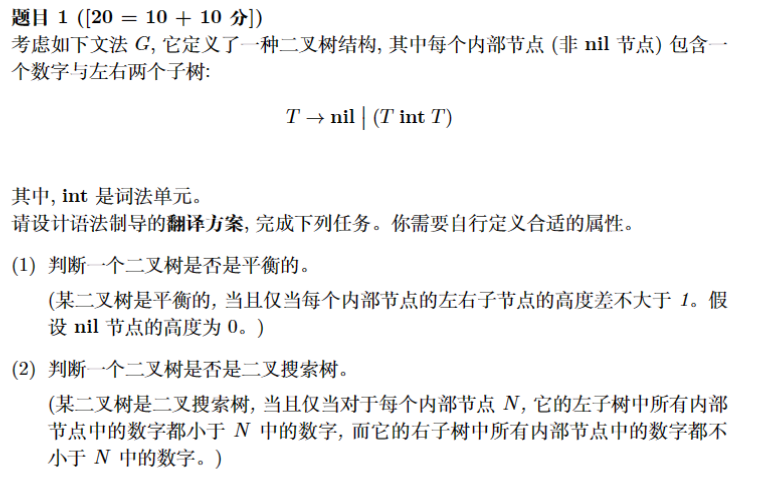 题目 1 ([20 = 10 + 10 分])
考虑如下文法 G, 它定义了一种二叉树结构, 其中每个内部节点 (非 nil 节点) 包含一
个数字与左右两个子树:
T → nil | (T int T)
其中, int 是词法单元。
请设计语法制导的翻译方案, 完成下列任务。你需要自行定义合适的属性。
(1) 判断一个二叉树是否是平衡的。
(某二叉树是平衡的, 当且仅当每个内部节点的左右子节点的高度差不大于 1。假
设 nil 节点的高度为 0。)
(2) 判断一个二叉树是否是二叉搜索树。
(某二叉树是二叉搜索树, 当且仅当对于每个内部节点 N, 它的左子树中所有内部
节点中的数字都小于 N 中的数字, 而它的右子树中所有内部节点中的数字都不
小于 N 中的数字。)